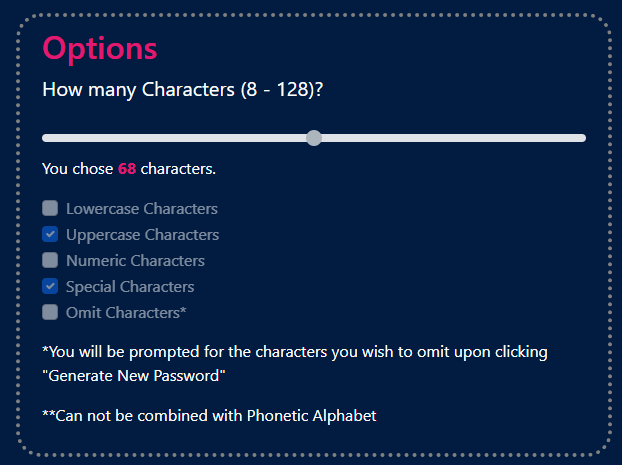 Options
How many Characters (8 - 128)?
You chose 68 characters.
Lowercase Characters
Uppercase Characters
Numeric Characters
Special Characters
Omit Characters*
*You will be prompted for the characters you wish to omit upon clicking
"Generate New Password"
**Can not be combined with Phonetic Alphabet